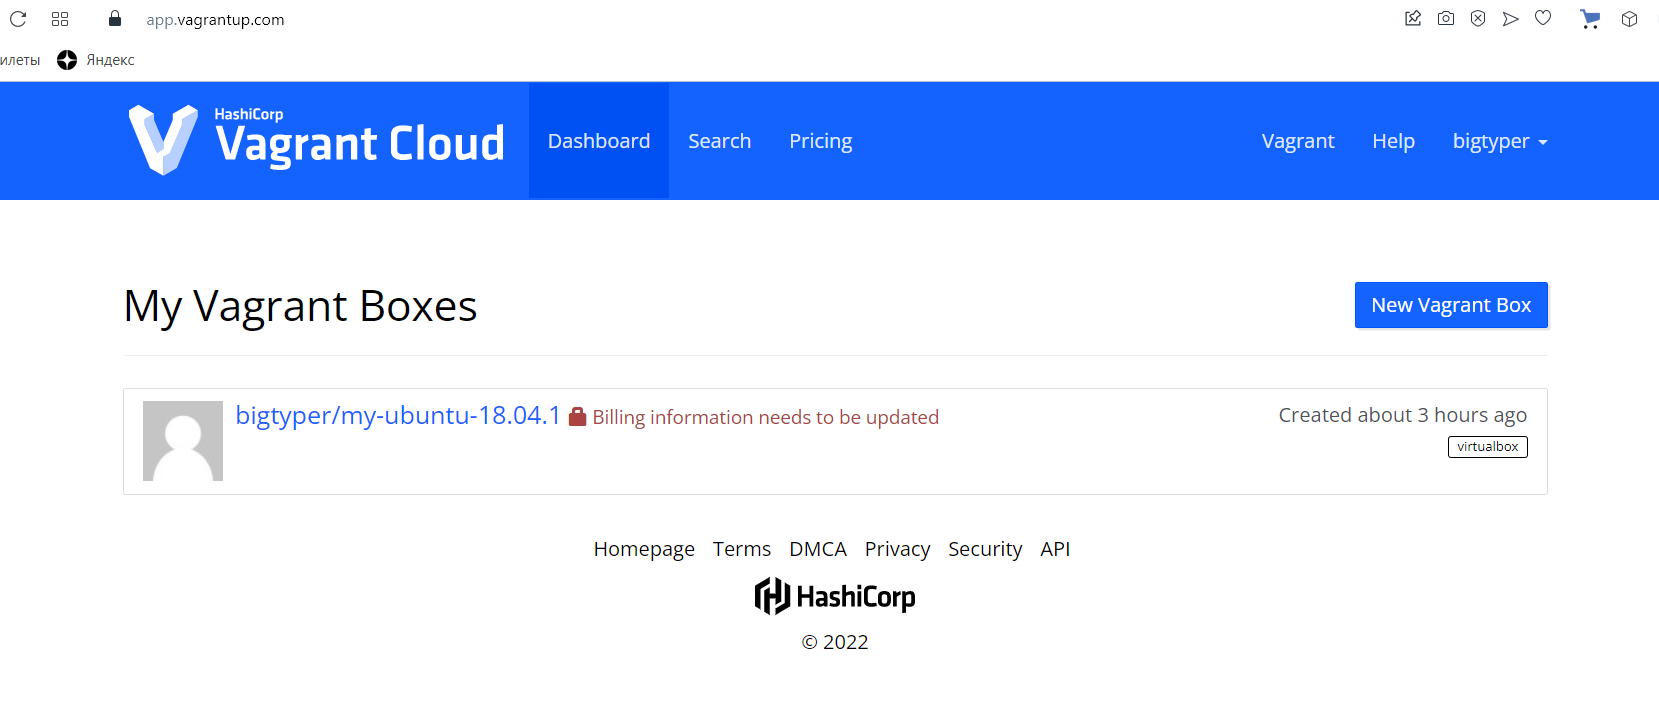 app.vagrantup.com
илеты Яндекс
HashiCorp
Vagrant Cloud Dashboard Search Pricing Vagrant Help bigtyper
My Vagrant Boxes New Vagrant Box
bigtyper/my-ubuntu-18.04.1 Billing information needs to be updated Created about 3 hours ago
virtualbox
Homepage Terms DMCA Privacy Security API
HashiCorp
© 2022